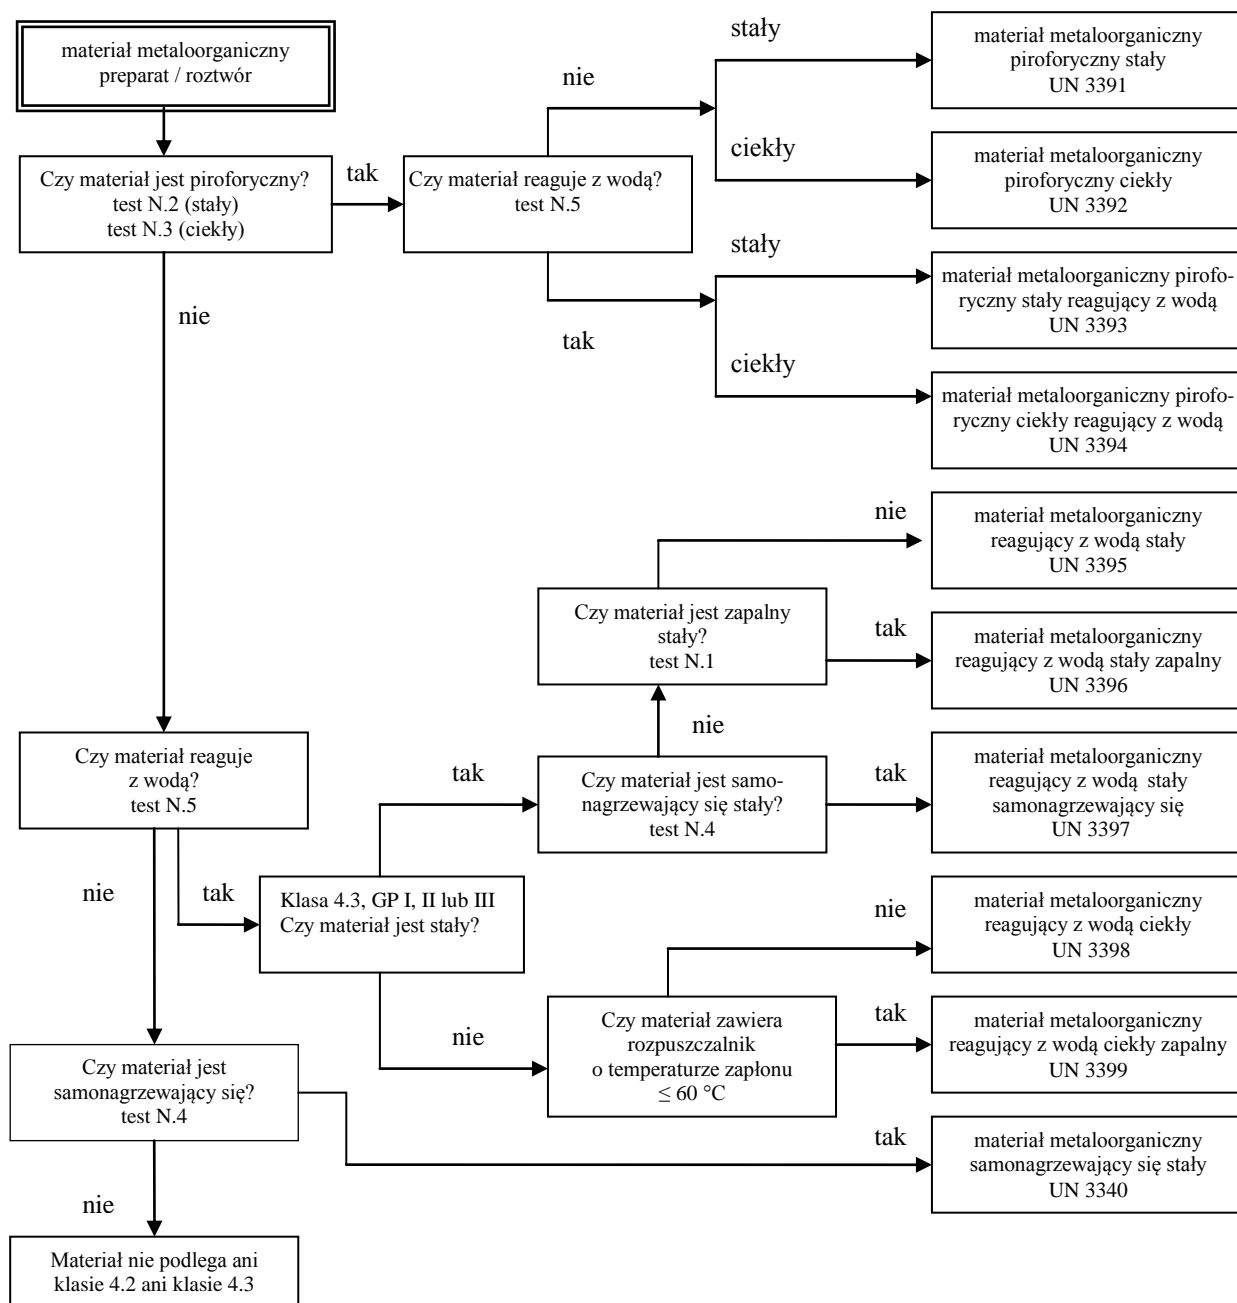 materiał metaloorganiczny
preparat / roztwór
Czy materiał jest piroforyczny?
test N.2 (stały)
test N.3 (ciekły)
tak
Czy materiał reaguje z wodą?
test N.5
nie
stały
materiał metaloorganiczny
piroforyczny stały
UN 3391
ciekły
materiał metaloorganiczny
piroforyczny ciekły
UN 3392
tak
stały
materiał metaloorganiczny pirofo-
ryczny stały reagujący z wodą
UN 3393
ciekły
materiał metaloorganiczny pirofo-
ryczny ciekły reagujący z wodą
UN 3394
nie
Czy materiał reaguje
z wodą?
test N.5
tak
Klasa 4.3, GP I, II lub III
Czy materiał jest stały?
tak
Czy materiał jest samo-
nagrzewający się stały?
test N.4
nie
Czy materiał jest zapalny
stały?
test N.1
nie
materiał metaloorganiczny
reagujący z wodą stały
UN 3395
tak
materiał metaloorganiczny
reagujący z wodą stały zapalny
UN 3396
tak
materiał metaloorganiczny
reagujący z wodą stały
samonagrzewający się
UN 3397
nie
Czy materiał zawiera
rozpuszczalnik
o temperaturze zapłonu
≤ 60 °C
nie
materiał metaloorganiczny
reagujący z wodą ciekły
UN 3398
tak
materiał metaloorganiczny
reagujący z wodą ciekły zapalny
UN 3399
nie
Czy materiał jest
samonagrzewający się?
test N.4
tak
materiał metaloorganiczny
samonagrzewający się stały
UN 3340
nie
Materiał nie podlega ani
klasie 4.2 ani klasie 4.3